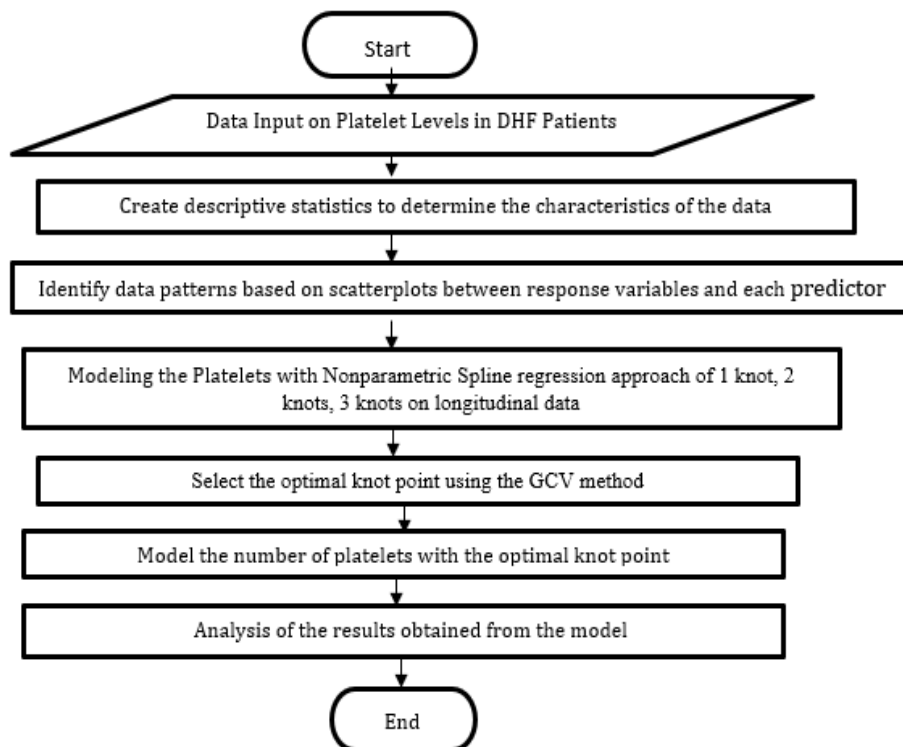 Start
Data Input on Platelet Levels in DHF Patients
Create descriptive statistics to determine the characteristics of the data
Identify data patterns based on scatterplots between response variables and each predictor
Modeling the Platelets with Nonparametric Spline regression approach of 1 knot, 2
knots, 3 knots on longitudinal data
Select the optimal knot point using the GCV method
Model the number of platelets with the optimal knot point
Analysis of the results obtained from the model
End